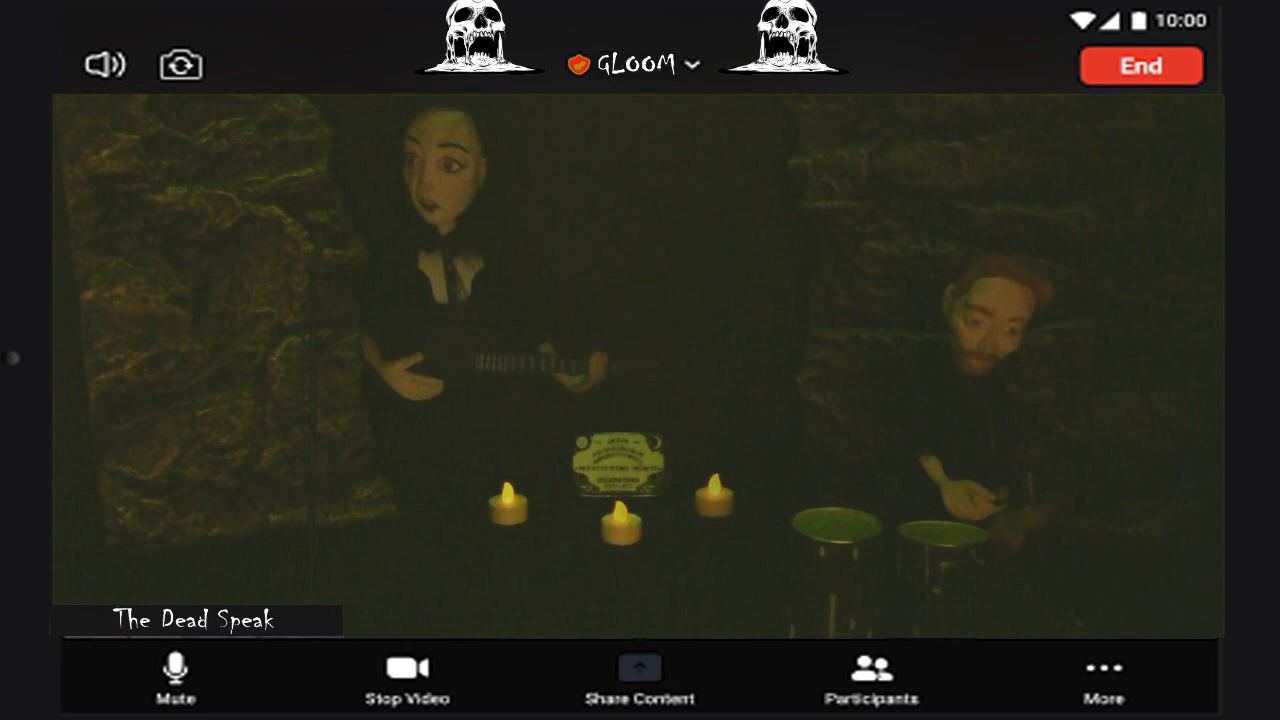 10:00
GLOOM
End
The Dead Speak
Mute
Stop Video
Share Content
Participants
More